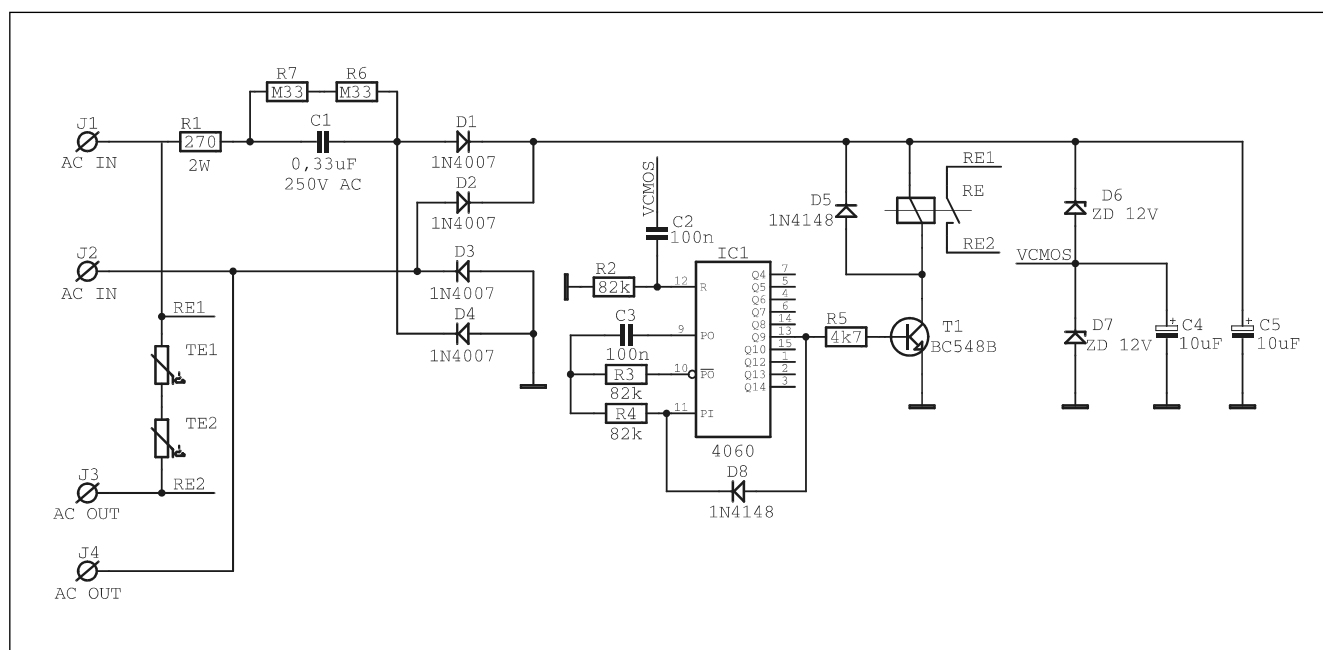 R7
M33
R6
M33
J1
AC IN
R1
270
2W
C1
0,33uF
250V AC
D1
1N4007
D2
1N4007
J2
AC IN
D3
1N4007
D4
1N4007
RE1
TE1
TE2
RE2
J3
AC OUT
J4
AC OUT
VCMOS
C2
100n
R2
82k
C3
100n
R3
82k
R4
82k
IC1
12
R
9
PO
10
PO
11
PI
Q4
7
Q5
5
Q6
4
Q7
6
Q8
14
Q9
13
Q10
15
Q12
1
Q13
2
Q14
3
4060
D8
1N4148
R5
4k7
D5
1N4148
T1
BC548B
RE1
RE
RE2
D6
ZD 12V
VCMOS
D7
ZD 12V
+
C4
10uF
+
C5
10uF